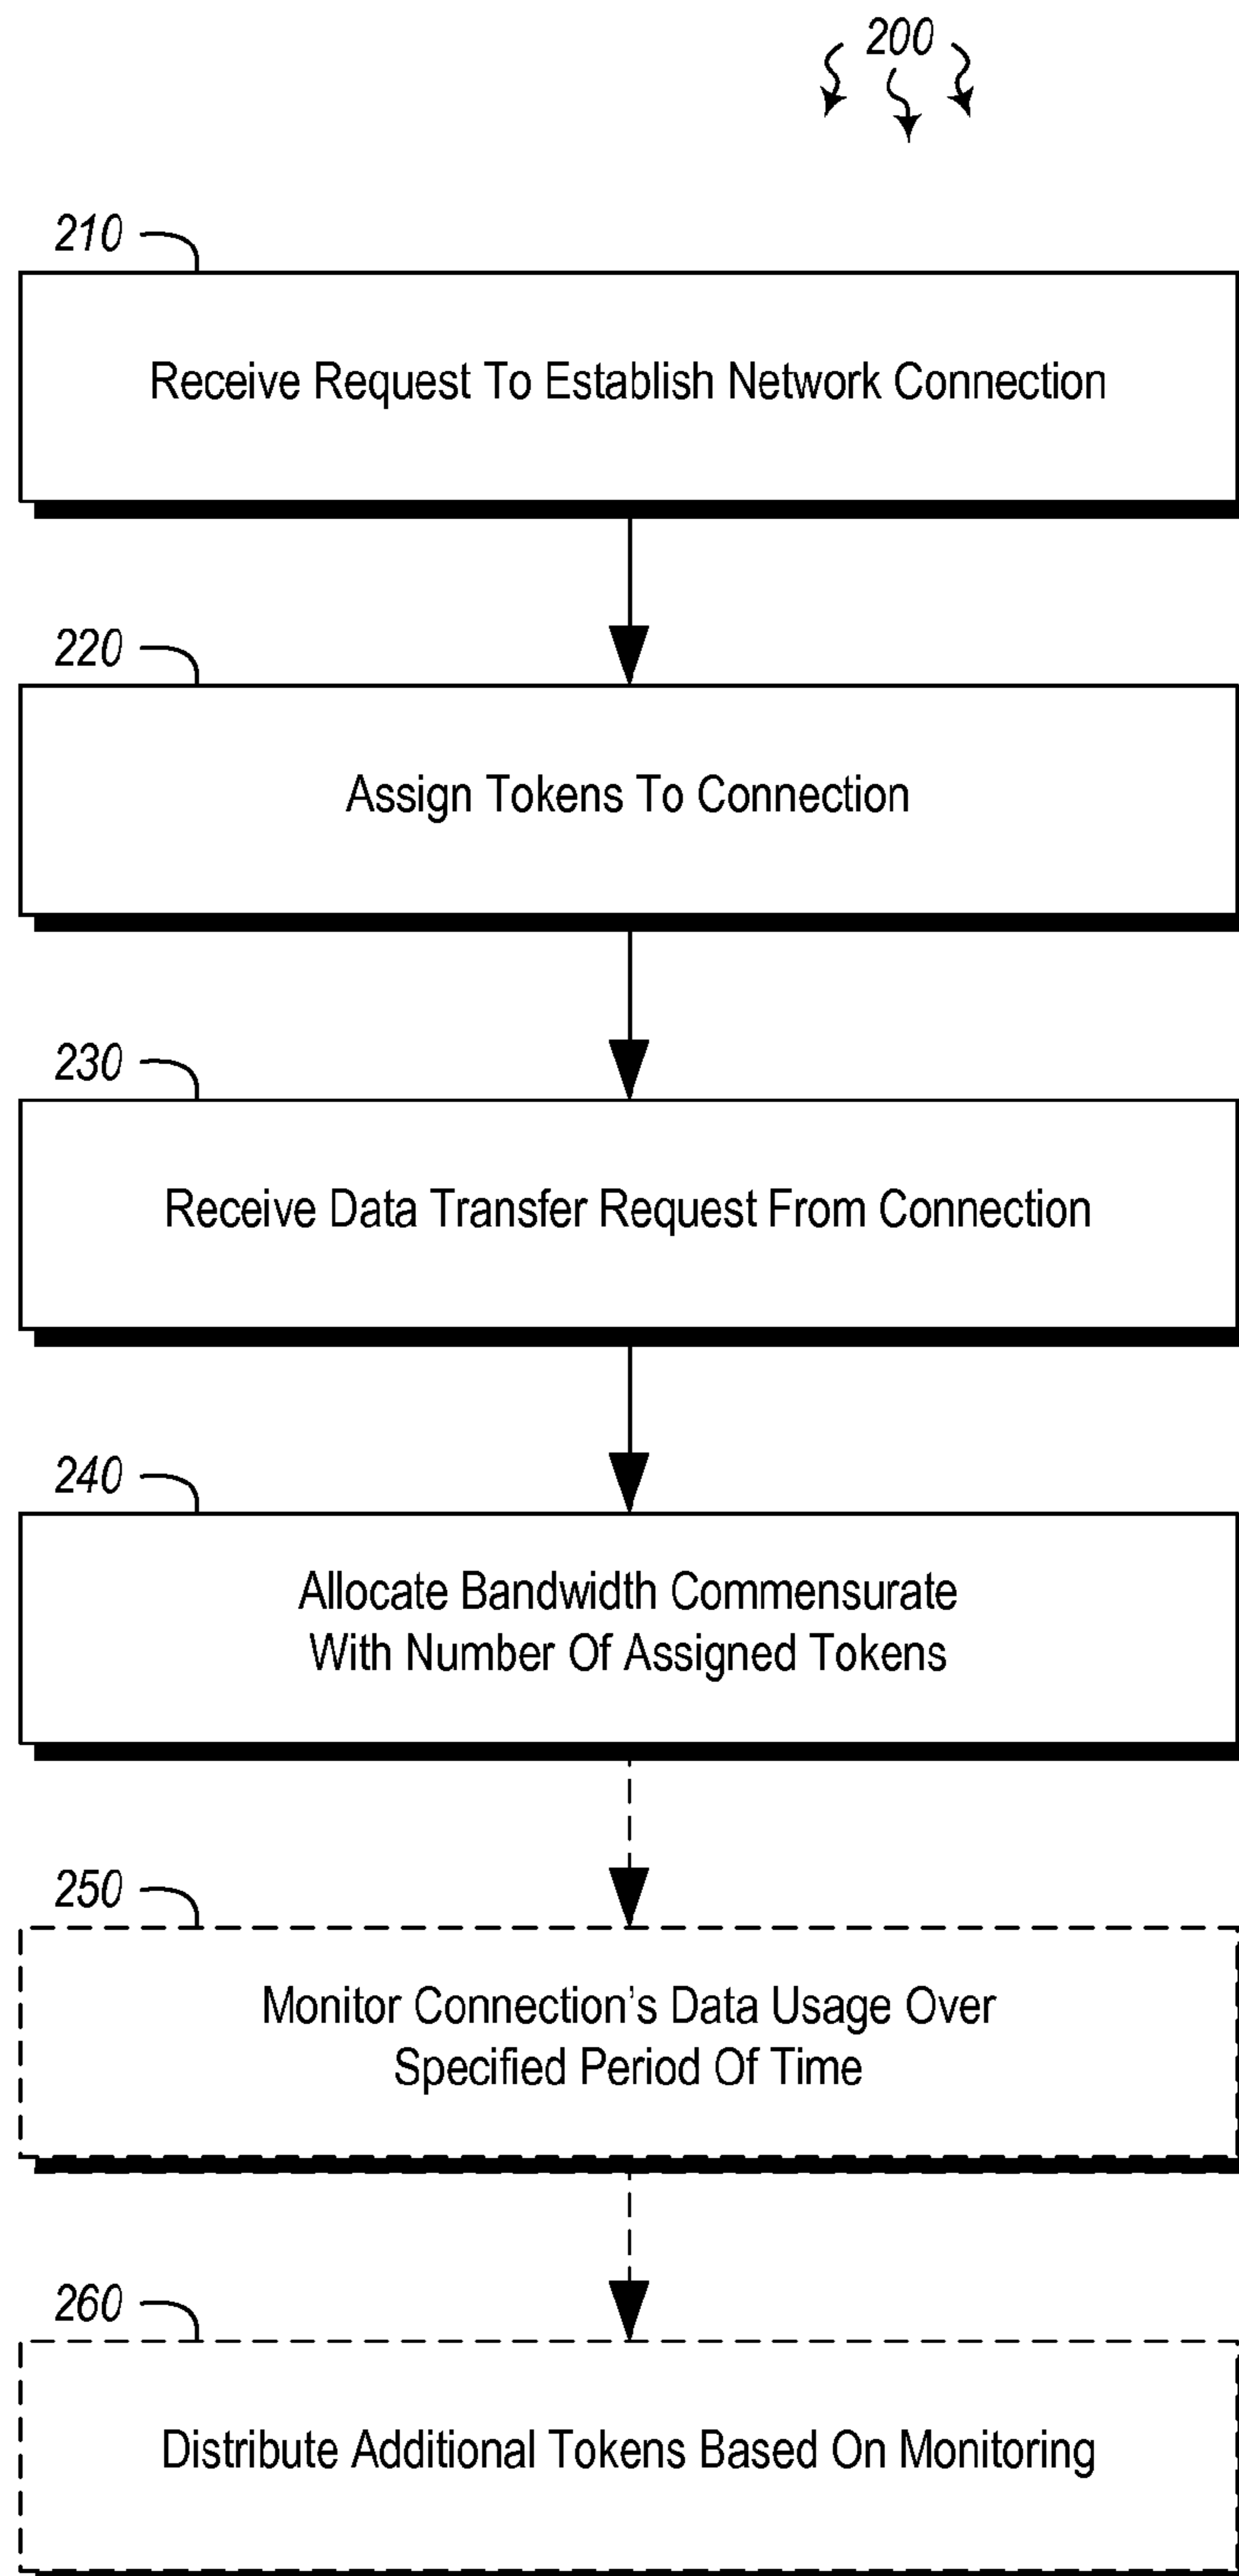 200
210
Receive Request To Establish Network Connection
220
Assign Tokens To Connection
230
Receive Data Transfer Request From Connection
240
Allocate Bandwidth Commensurate
With Number Of Assigned Tokens
250
Monitor Connection's Data Usage Over
Specified Period Of Time
260
Distribute Additional Tokens Based On Monitoring